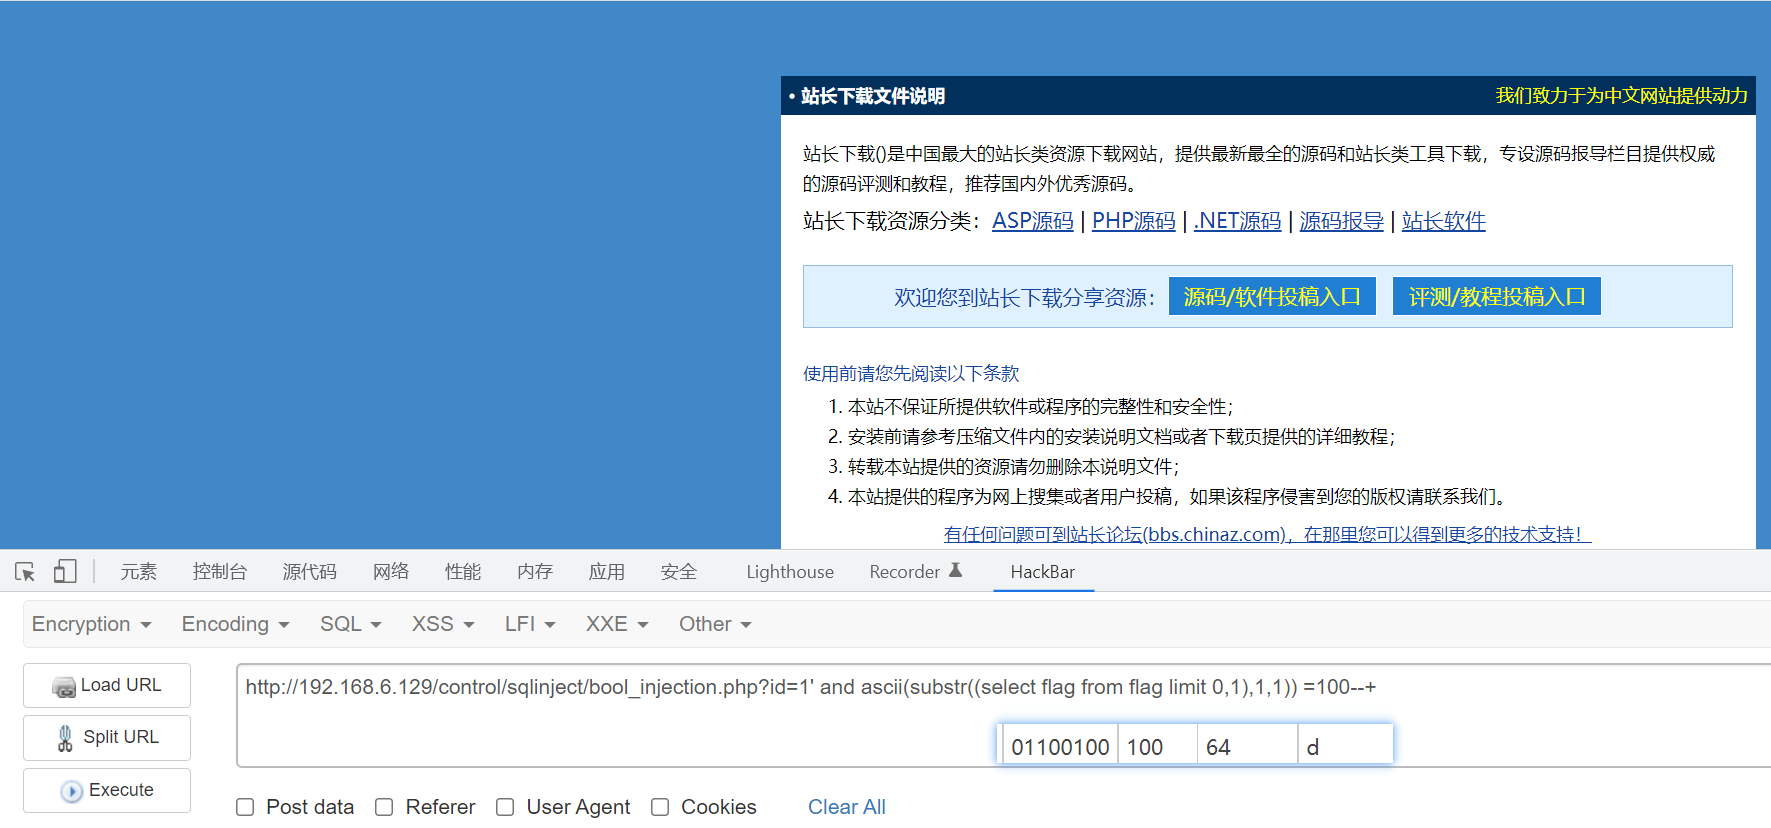 • 站长下载文件说明 我们致力于为中文网站提供动力
站长下载()是中国最大的站长类资源下载网站，提供最新最全的源码和站长类工具下载，专设源码报导栏目提供权威
的源码评测和教程，推荐国内外优秀源码。
站长下载资源分类：ASP源码 | PHP源码 | .NET源码 | 源码报导 | 站长软件
欢迎您到站长下载分享资源： 源码/软件投稿入口 评测/教程投稿入口
使用前请您先阅读以下条款
1. 本站不保证所提供软件或程序的完整性和安全性；
2. 安装前请参考压缩文件内的安装说明文档或者下载页提供的详细教程；
3. 转载本站提供的资源请勿删除本说明文件；
4. 本站提供的程序为网上搜集或者用户投稿，如果该程序侵害到您的版权请联系我们。
有任何问题可到站长论坛(bbs.chinaz.com)，在那里您可以得到更多的技术支持！
元素 控制台 源代码 网络 性能 内存 应用 安全 Lighthouse Recorder HackBar
Encryption Encoding SQL XSS LFI XXE Other
Load URL
http://192.168.6.129/control/sqlinject/bool_injection.php?id=1' and ascii(substr((select flag from flag limit 0,1),1,1)) =100--+
Split URL
01100100 100 64 d
Execute
Post data Referer User Agent Cookies Clear All